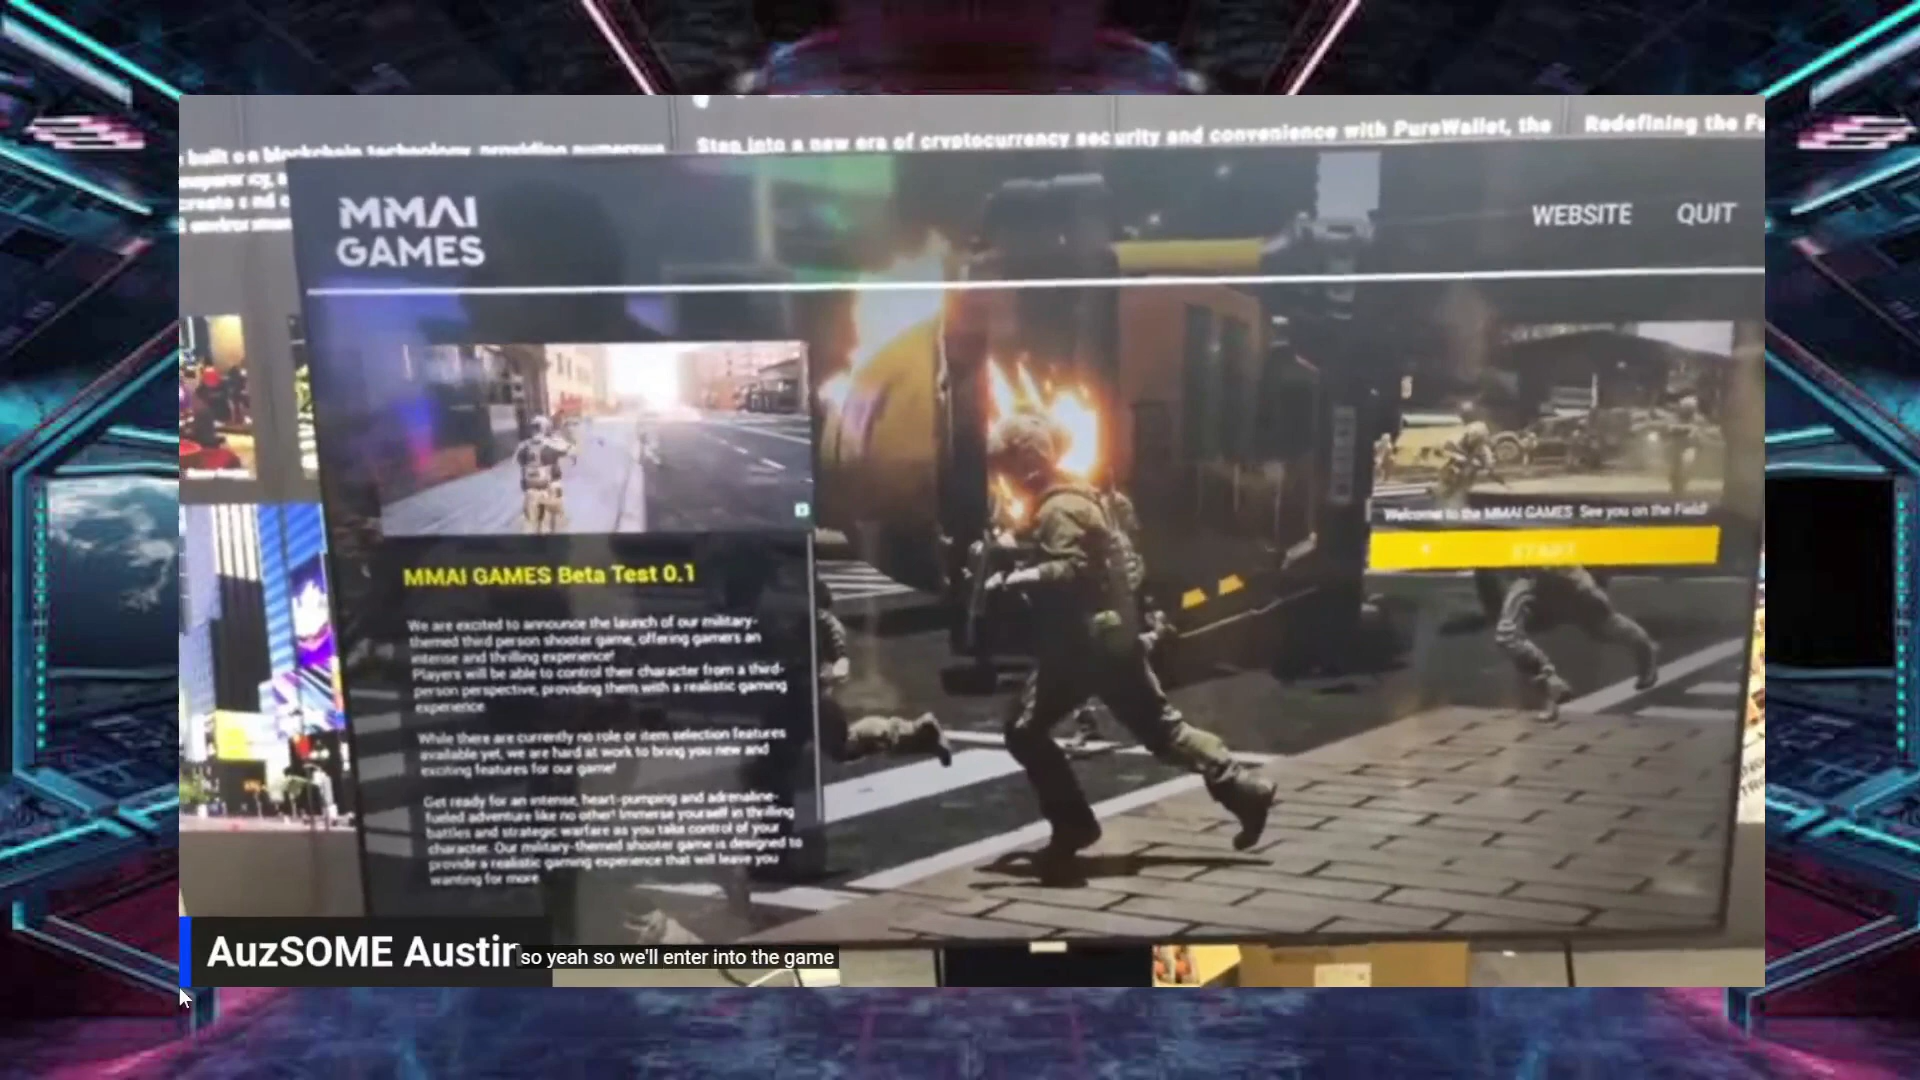 built on a blockchain technology, providing numerous
Step into a new era of cryptocurrency security and convenience with PureWallet, the
Redefining the
create and
MMAI
GAMES
WEBSITE
QUIT
Welcome to the MMAI GAMES See you on the Field!
START
MMAI GAMES Beta Test 0.1
We are excited to announce the launch of our military-
themed third person shooter game, offering gamers an
intense and thrilling experience!
Players will be able to control their character from a third-
person perspective, providing them with a realistic gaming
experience
While there are currently no role or item selection features
available yet, we are hard at work to bring you new and
exciting features for our game!
Get ready for an intense, heart-pumping and adrenaline-
fueled adventure like no other! Immerse yourself in thrilling
battles and strategic warfare as you take control of your
character. Our military-themed shooter game is designed to
provide a realistic gaming experience that will leave you
wanting for more
AuzSOME Austin
so yeah so we'll enter into the game